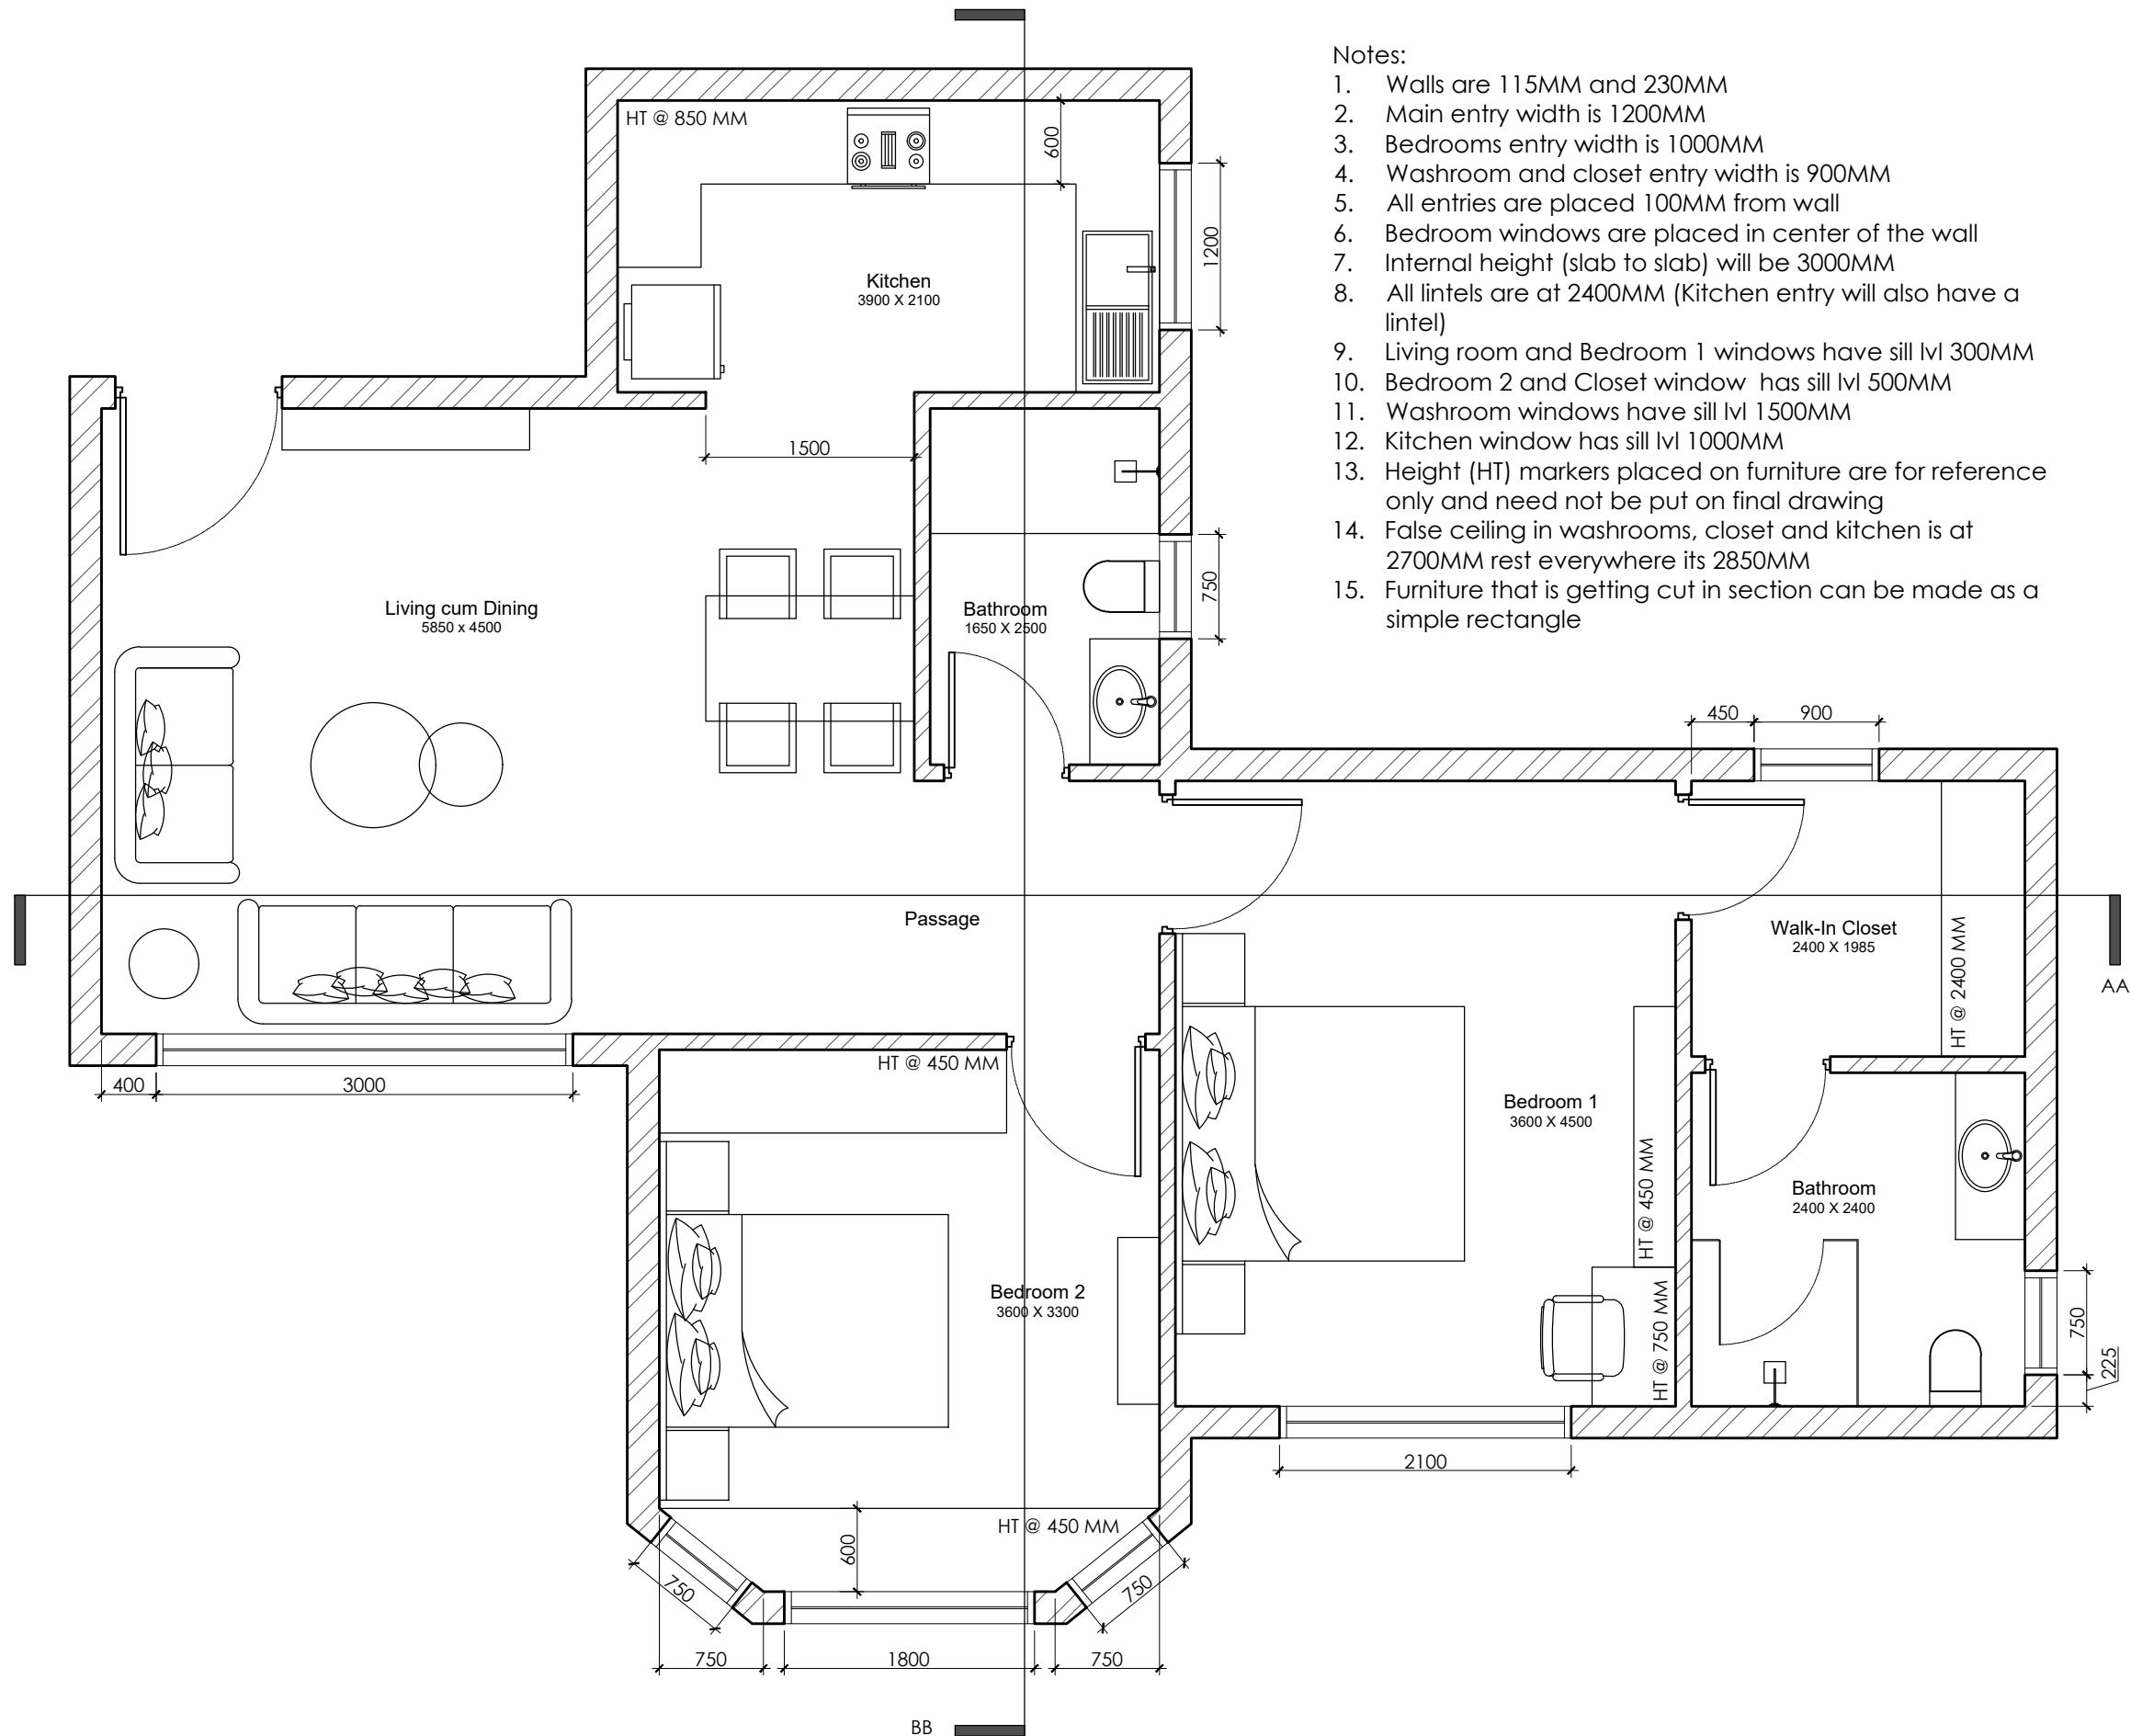 Notes:
1. Walls are 115MM and 230MM
2. Main entry width is 1200MM
3. Bedrooms entry width is 1000MM
4. Washroom and closet entry width is 900MM
5. All entries are placed 100MM from wall
6. Bedroom windows are placed in center of the wall
7. Internal height (slab to slab) will be 3000MM
8. All lintels are at 2400MM (Kitchen entry will also have a
lintel)
9. Living room and Bedroom 1 windows have sill lvl 300MM
10. Bedroom 2 and Closet window has sill lvl 500MM
11. Washroom windows have sill lvl 1500MM
12. Kitchen window has sill lvl 1000MM
13. Height (HT) markers placed on furniture are for reference
only and need not be put on final drawing
14. False ceiling in washrooms, closet and kitchen is at
2700MM rest everywhere its 2850MM
15. Furniture that is getting cut in section can be made as a
simple rectangle
HT @ 850 MM
600
1200
Kitchen
3900 X 2100
1500
750
Living cum Dining
5850 x 4500
Bathroom
1650 X 2500
450
900
Passage
Walk-In Closet
2400 X 1985
HT @ 2400 MM
AA
HT @ 450 MM
400
3000
Bedroom 1
3600 X 4500
HT @ 450 MM
Bathroom
2400 X 2400
Bedroom 2
3600 X 3300
HT @ 750 MM
750
225
2100
HT @ 450 MM
600
750
750
750
1800
750
BB